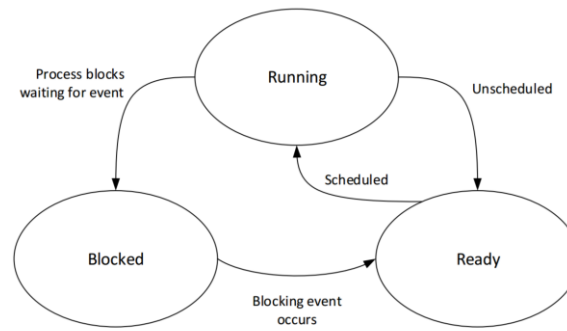 Running
Process blocks
waiting for event
Unscheduled
Scheduled
Blocked
Ready
Blocking event
occurs